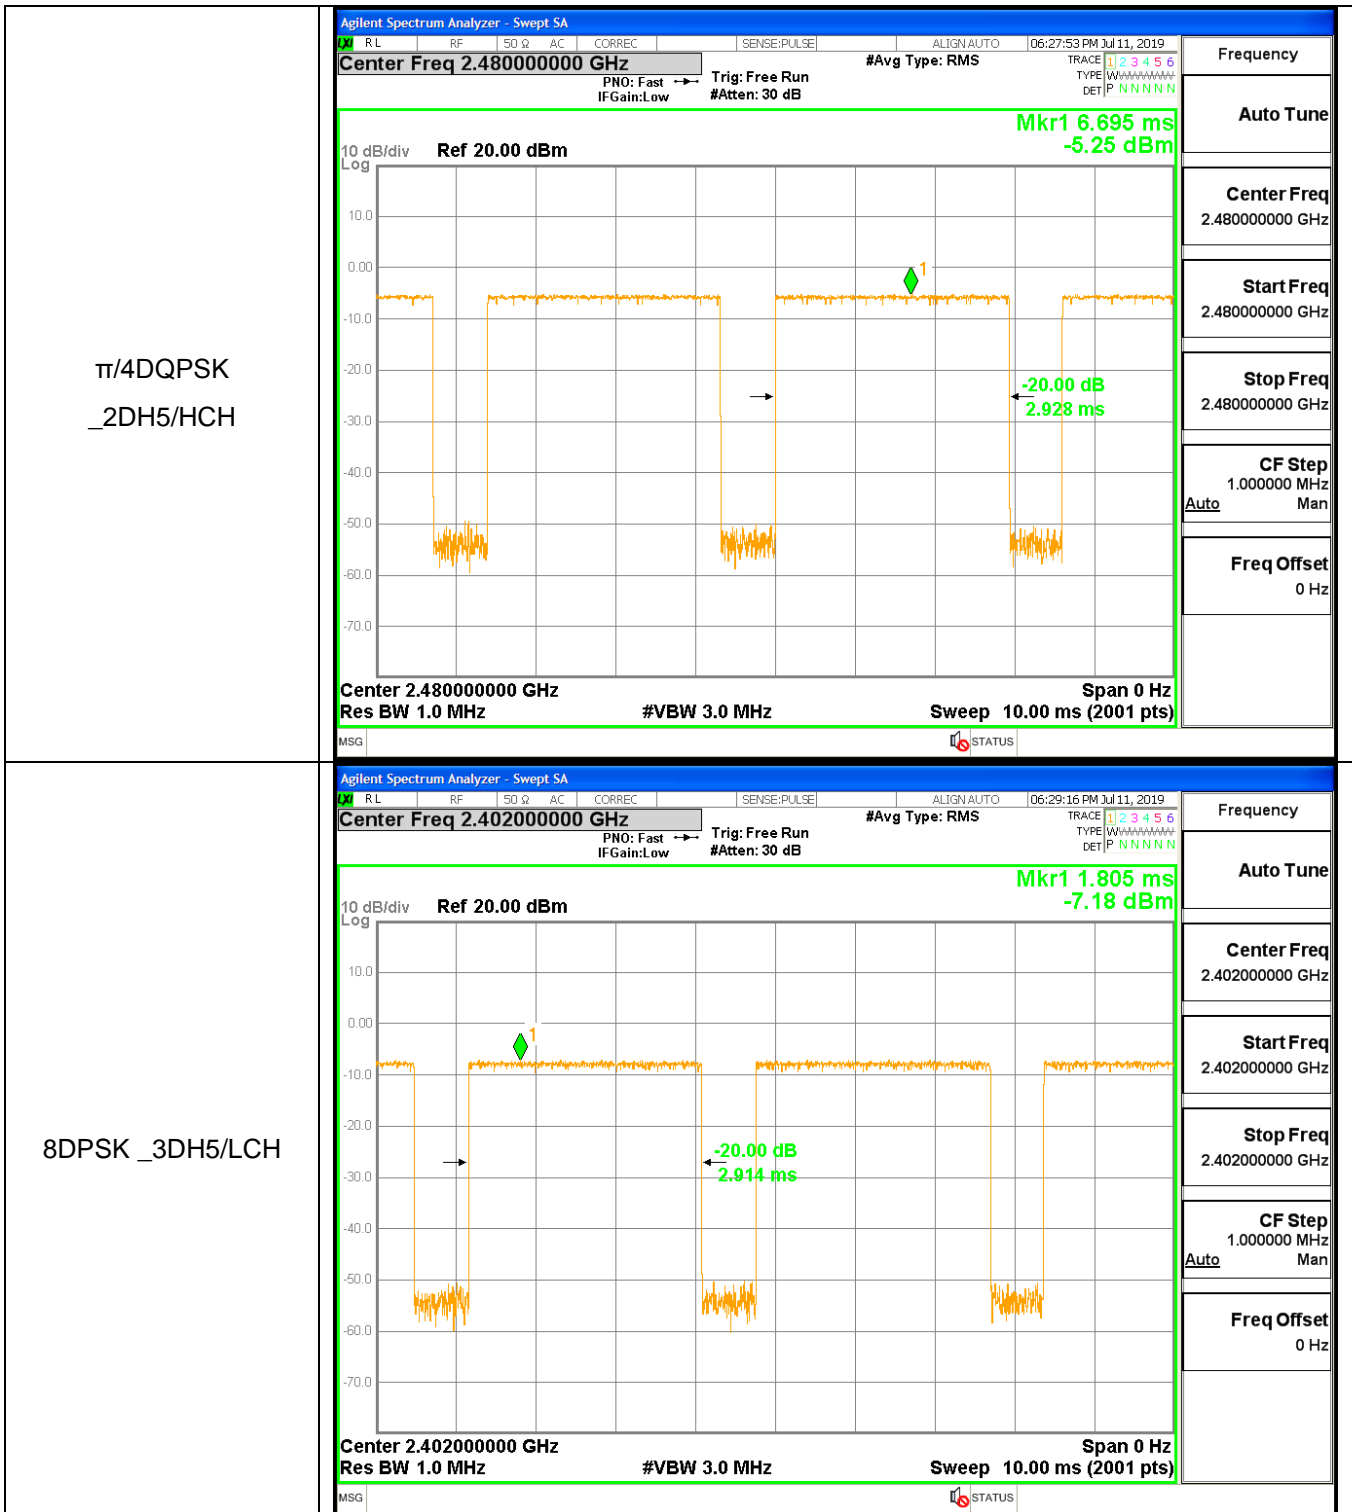 π/4DQPSK
_2DH5/HCH
Agilent Spectrum Analyzer - Swept SA
LXI RL RF 50 Ω AC CORREC SENSE:PULSE ALIGN AUTO 06:27:53 PM Jul 11, 2019
Center Freq 2.480000000 GHz #Avg Type: RMS TRACE 1 2 3 4 5 6
PNO: Fast Trig: Free Run TYPE
IFGain:Low #Atten: 30 dB DET P N N N N N
Mkr1 6.695 ms
-5.25 dBm
10 dB/div Ref 20.00 dBm
Log
10.0
0.00
1
-10.0
-20.0
-20.00 dB
2.928 ms
-30.0
-40.0
-50.0
-60.0
-70.0
Center 2.480000000 GHz Span 0 Hz
Res BW 1.0 MHz #VBW 3.0 MHz Sweep 10.00 ms (2001 pts)
MSG STATUS
Frequency
Auto Tune
Center Freq
2.480000000 GHz
Start Freq
2.480000000 GHz
Stop Freq
2.480000000 GHz
CF Step
1.000000 MHz
Auto Man
Freq Offset
0 Hz
8DPSK _3DH5/LCH
Agilent Spectrum Analyzer - Swept SA
LXI RL RF 50 Ω AC CORREC SENSE:PULSE ALIGN AUTO 06:29:16 PM Jul 11, 2019
Center Freq 2.402000000 GHz #Avg Type: RMS TRACE 1 2 3 4 5 6
PNO: Fast Trig: Free Run TYPE
IFGain:Low #Atten: 30 dB DET P N N N N N
Mkr1 1.805 ms
-7.18 dBm
10 dB/div Ref 20.00 dBm
Log
10.0
0.00
1
-10.0
-20.0
-20.00 dB
2.914 ms
-30.0
-40.0
-50.0
-60.0
-70.0
Center 2.402000000 GHz Span 0 Hz
Res BW 1.0 MHz #VBW 3.0 MHz Sweep 10.00 ms (2001 pts)
MSG STATUS
Frequency
Auto Tune
Center Freq
2.402000000 GHz
Start Freq
2.402000000 GHz
Stop Freq
2.402000000 GHz
CF Step
1.000000 MHz
Auto Man
Freq Offset
0 Hz